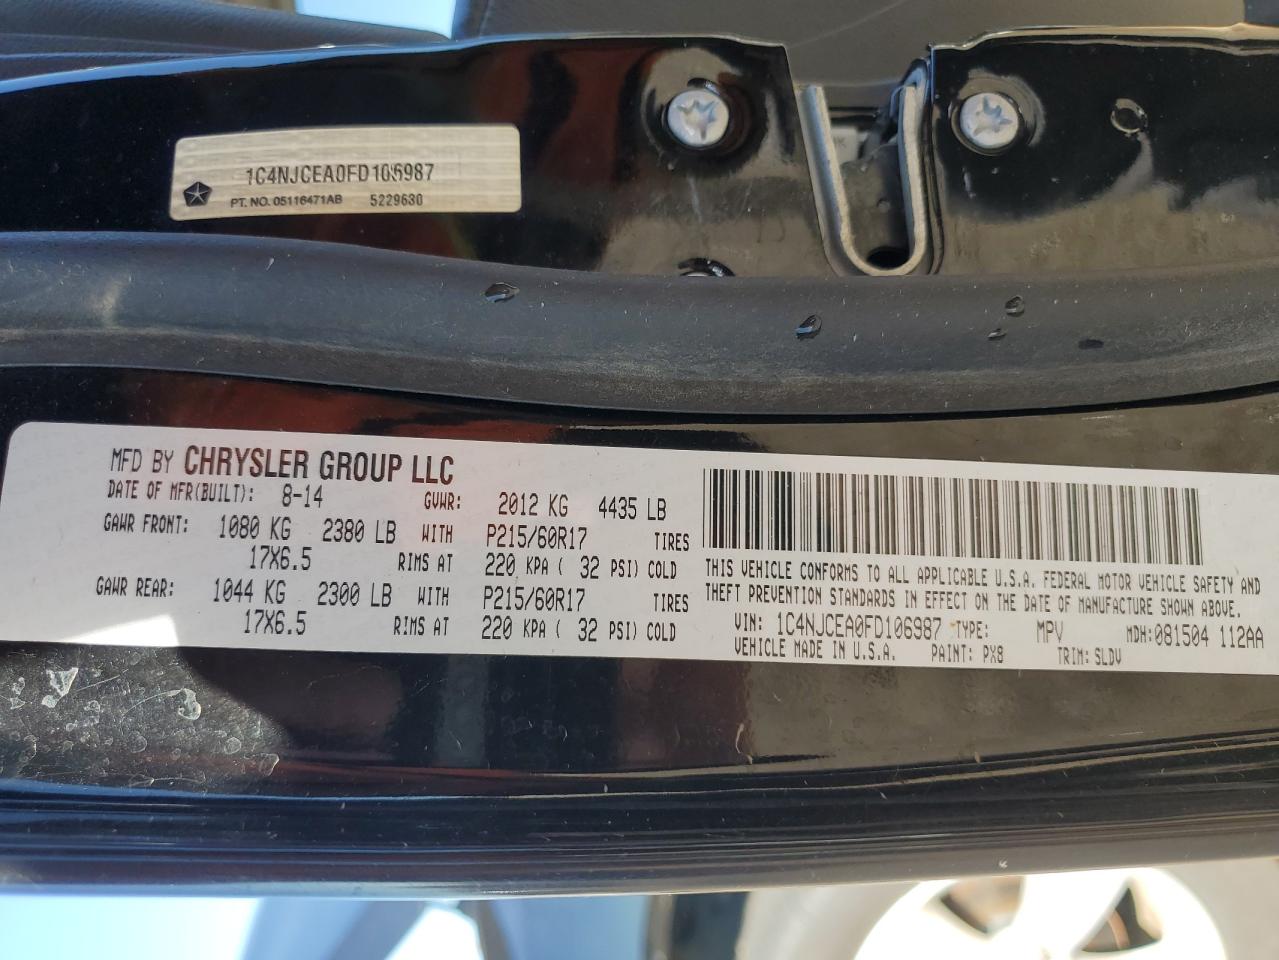 1C4NJCEA0FD106987
PT. NO. 05116471AB 5229630
MFD BY CHRYSLER GROUP LLC
DATE OF MFR(BUILT): 8-14 GVWR: 2012 KG 4435 LB
GAWR FRONT: 1080 KG 2380 LB WITH P215/60R17 TIRES
17X6.5 RIMS AT 220 KPA ( 32 PSI) COLD
GAWR REAR: 1044 KG 2300 LB WITH P215/60R17 TIRES
17X6.5 RIMS AT 220 KPA ( 32 PSI) COLD
THIS VEHICLE CONFORMS TO ALL APPLICABLE U.S.A. FEDERAL MOTOR VEHICLE SAFETY AND
THEFT PREVENTION STANDARDS IN EFFECT ON THE DATE OF MANUFACTURE SHOWN ABOVE.
VIN: 1C4NJCEA0FD106987 TYPE: MPV MDH:081504 112AA
VEHICLE MADE IN U.S.A. PAINT: PX8 TRIM: SLDV